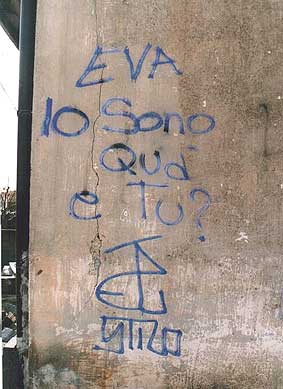 EVA
IO Sono
QUA'
e TU?